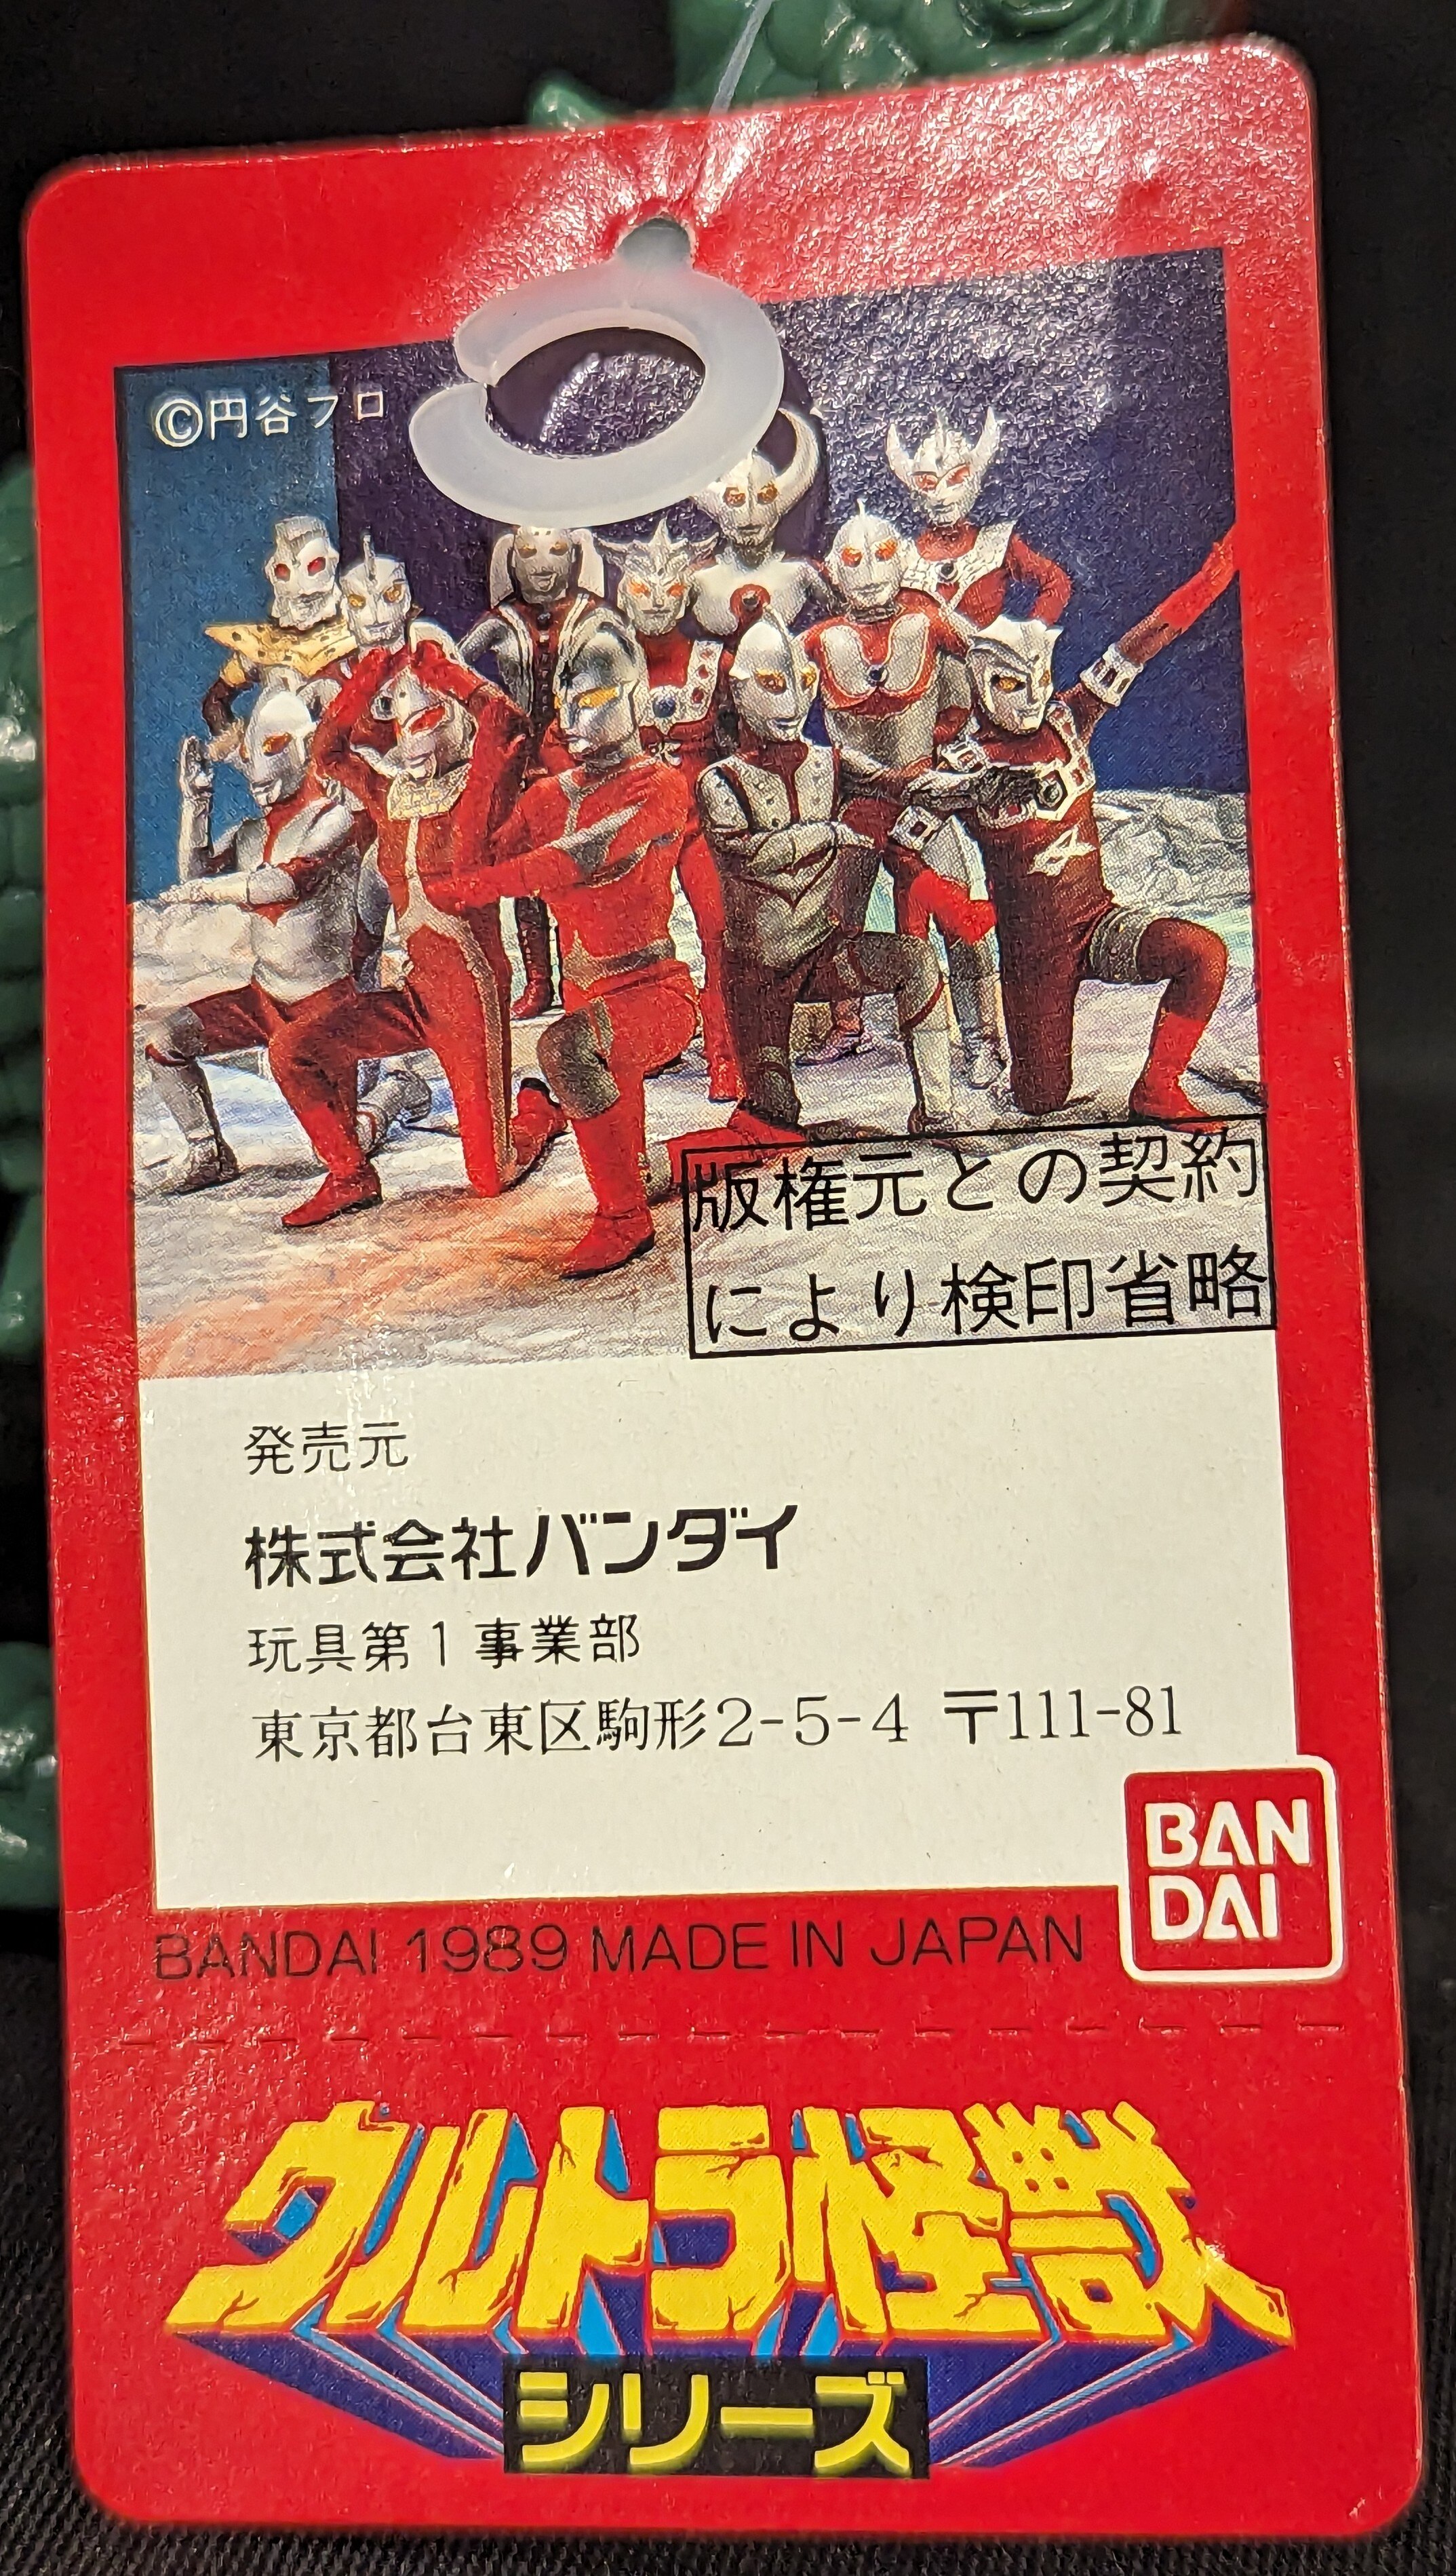 ©円谷プロ
版権元との契約
により検印省略
発売元
株式会社バンダイ
玩具第1事業部
東京都台東区駒形2-5-4 〒111-81
BAN
DAI
BANDAI 1989 MADE IN JAPAN
ウルトラ怪獣
シリーズ